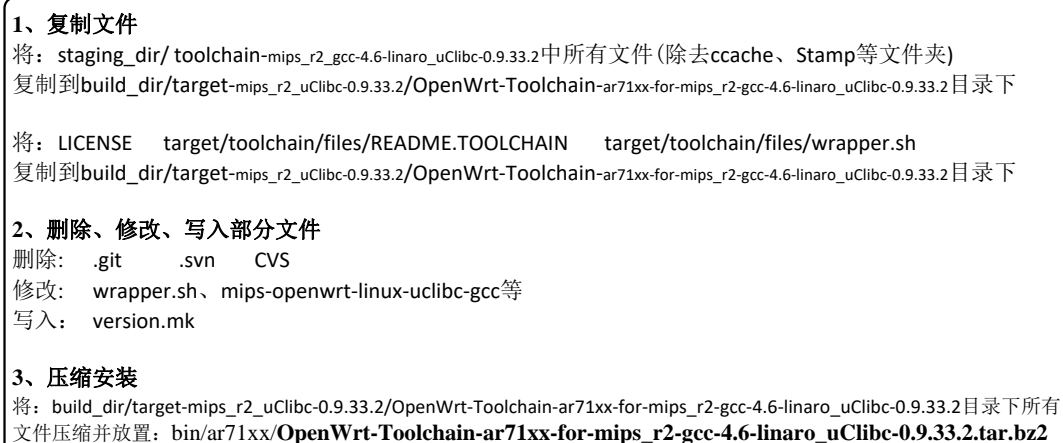 1、复制文件
将：staging_dir/ toolchain-mips_r2_gcc-4.6-linaro_uClibc-0.9.33.2中所有文件(除去ccache、Stamp等文件夹)
复制到build_dir/target-mips_r2_uClibc-0.9.33.2/OpenWrt-Toolchain-ar71xx-for-mips_r2-gcc-4.6-linaro_uClibc-0.9.33.2目录下
将：LICENSE target/toolchain/files/README.TOOLCHAIN target/toolchain/files/wrapper.sh
复制到build_dir/target-mips_r2_uClibc-0.9.33.2/OpenWrt-Toolchain-ar71xx-for-mips_r2-gcc-4.6-linaro_uClibc-0.9.33.2目录下
2、删除、修改、写入部分文件
删除: .git .svn CVS
修改: wrapper.sh、mips-openwrt-linux-uclibc-gcc等
写入： version.mk
3、压缩安装
将：build_dir/target-mips_r2_uClibc-0.9.33.2/OpenWrt-Toolchain-ar71xx-for-mips_r2-gcc-4.6-linaro_uClibc-0.9.33.2目录下所有
文件压缩并放置：bin/ar71xx/OpenWrt-Toolchain-ar71xx-for-mips_r2-gcc-4.6-linaro_uClibc-0.9.33.2.tar.bz2